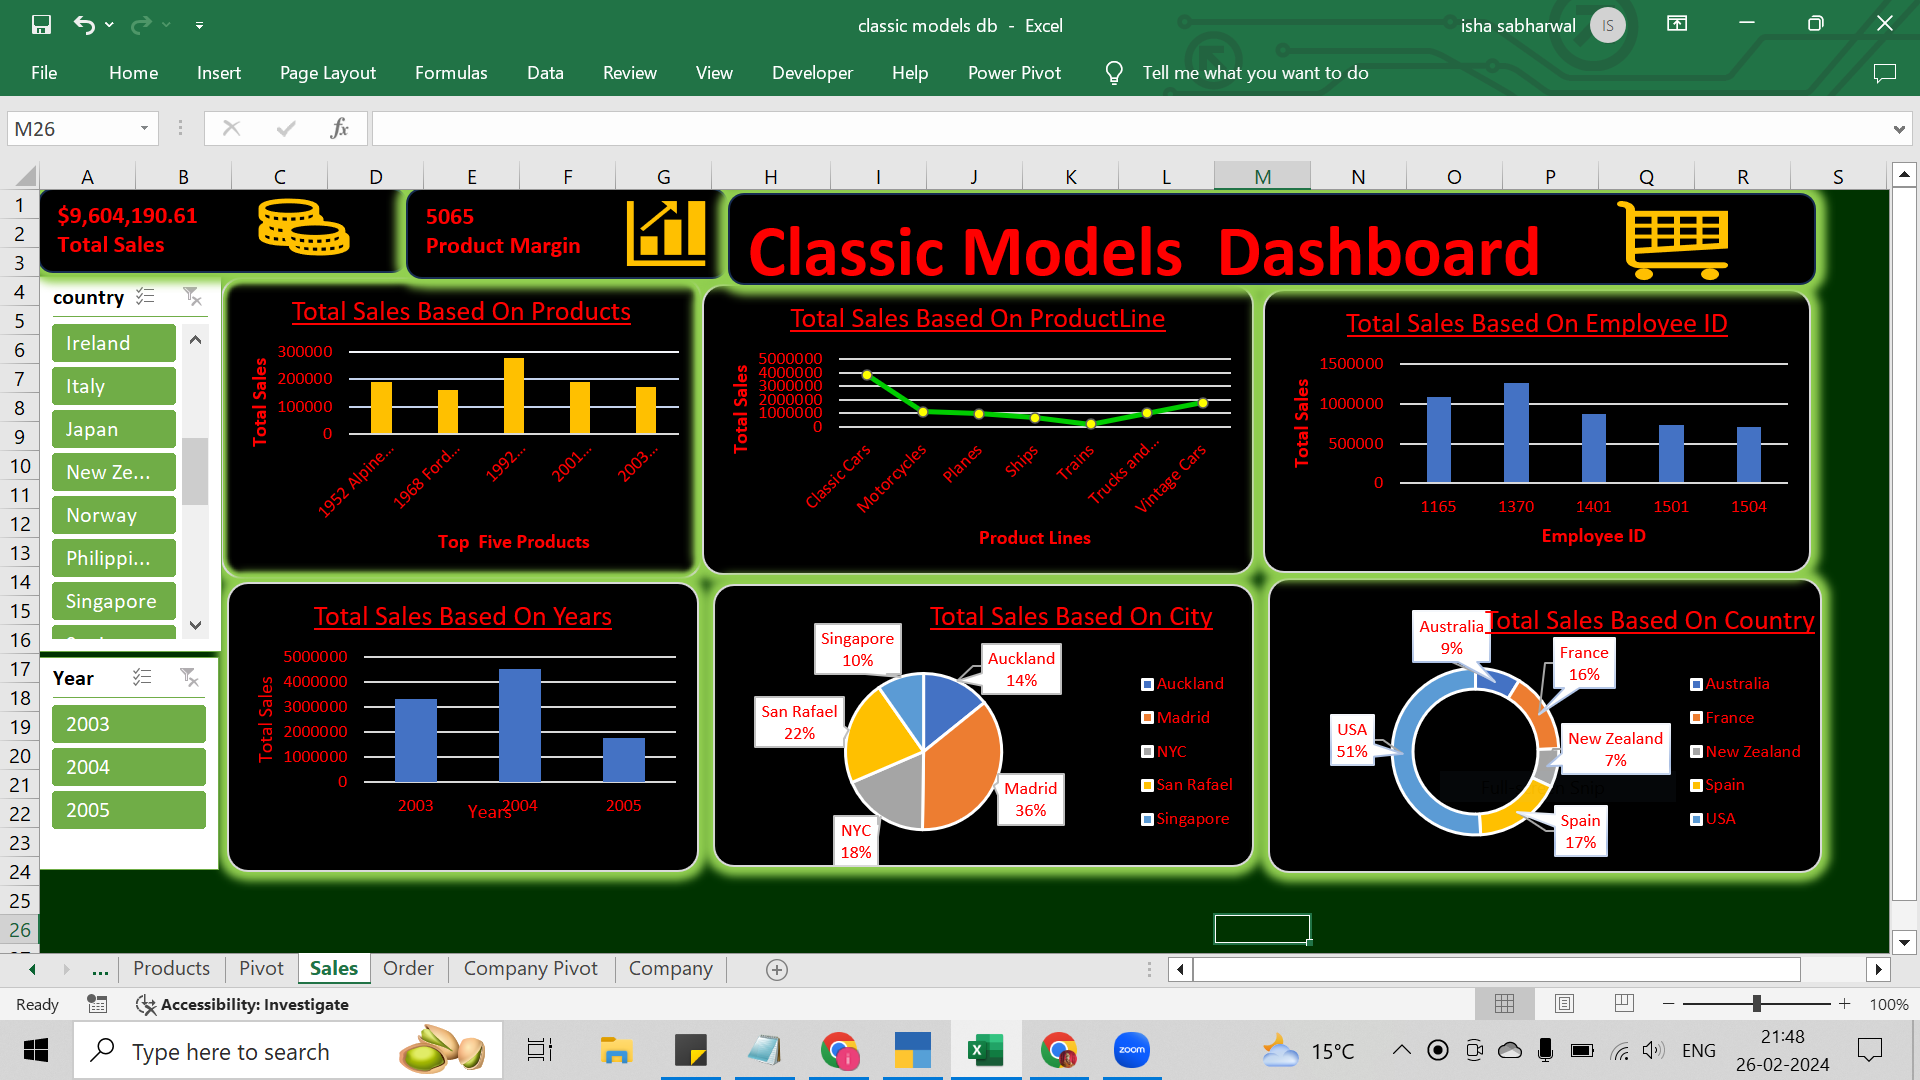 classic models db - Excel
isha sabharwal
IS
File Home Insert Page Layout Formulas Data Review View Developer Help Power Pivot Tell me what you want to do
M26
fx
A B C D E F G H I J K L M N O P Q R S
1
2
3
4
5
6
7
8
9
10
11
12
13
14
15
16
17
18
19
20
21
22
23
24
25
26
$9,604,190.61
Total Sales
5065
Product Margin
Classic Models Dashboard
country
Ireland
Italy
Japan
New Ze...
Norway
Philippi...
Singapore
Year
2003
2004
2005
Total Sales Based On Products
Total Sales
300000
200000
100000
0
1952 Alpine...
1968 Ford...
1992...
2001...
2003...
Top Five Products
Total Sales Based On ProductLine
Total Sales
5000000
4000000
3000000
2000000
1000000
0
Classic Cars
Motorcycles
Planes
Ships
Trains
Trucks and...
Vintage Cars
Product Lines
Total Sales Based On Employee ID
Total Sales
1500000
1000000
500000
0
1165 1370 1401 1501 1504
Employee ID
Total Sales Based On Years
Total Sales
5000000
4000000
3000000
2000000
1000000
0
2003 2004 2005
Years
Total Sales Based On City
Singapore
10%
Auckland
14%
San Rafael
22%
Madrid
36%
NYC
18%
Auckland
Madrid
NYC
San Rafael
Singapore
Total Sales Based On Country
Australia
9%
France
16%
USA
51%
New Zealand
7%
Spain
17%
Australia
France
New Zealand
Spain
USA
... Products Pivot Sales Order Company Pivot Company
Ready Accessibility: Investigate
100%
Type here to search
zoom
15°C
ENG
21:48
26-02-2024